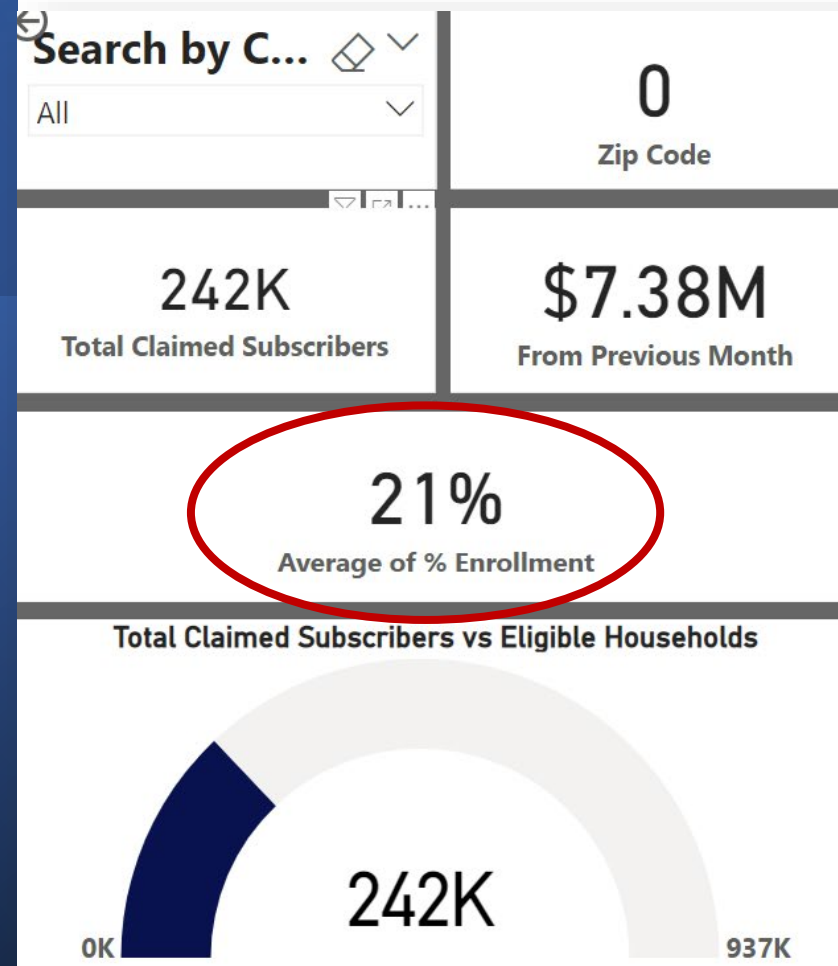 Search by C...
All
0
Zip Code
242K
Total Claimed Subscribers
$7.38M
From Previous Month
21%
Average of % Enrollment
Total Claimed Subscribers vs Eligible Households
242K
0K
937K